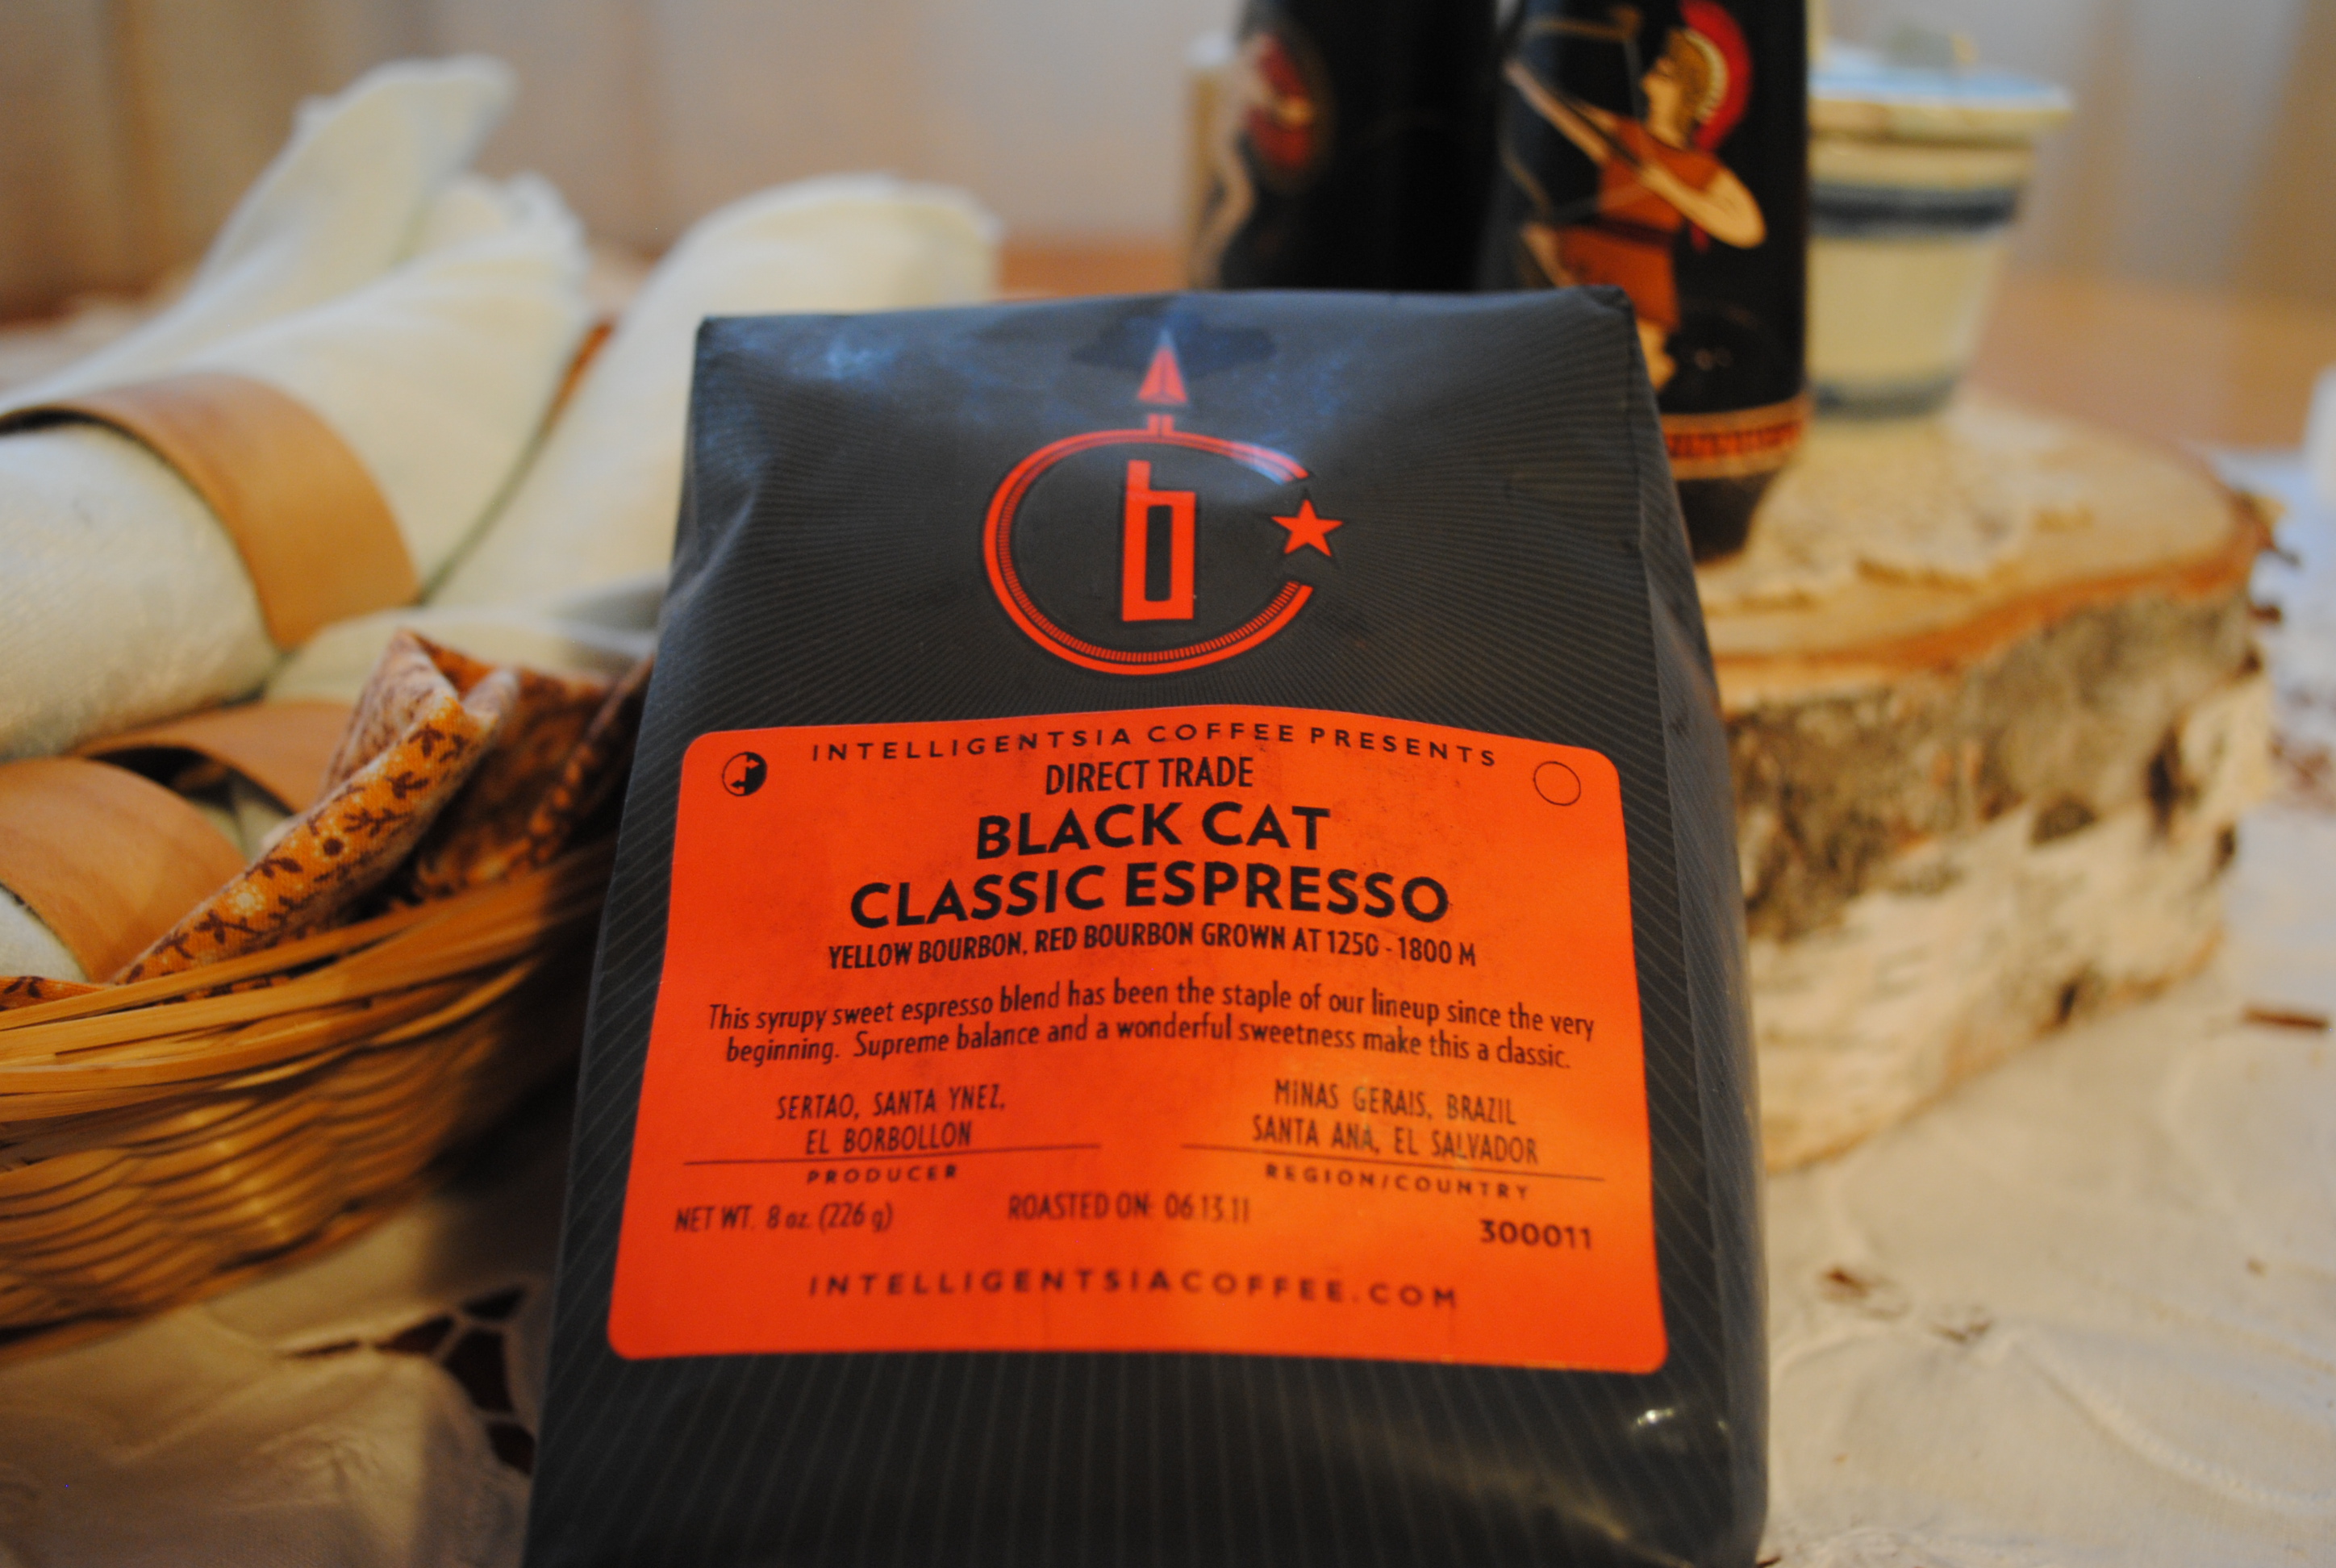 b
INTELLIGENTSIA COFFEE PRESENTS
DIRECT TRADE
BLACK CAT
CLASSIC ESPRESSO
YELLOW BOURBON, RED BOURBON GROWN AT 1250 - 1800 M
This syrupy sweet espresso blend has been the staple of our lineup since the very
beginning. Supreme balance and a wonderful sweetness make this a classic.
SERTAO, SANTA YNEZ,
EL BORBOLLON
PRODUCER
MINAS GERAIS, BRAZIL
SANTA ANA, EL SALVADOR
REGION/COUNTRY
NET WT. 8 oz. (226 g)
ROASTED ON: 06.13.11
300011
INTELLIGENTSIACOFFEE.COM